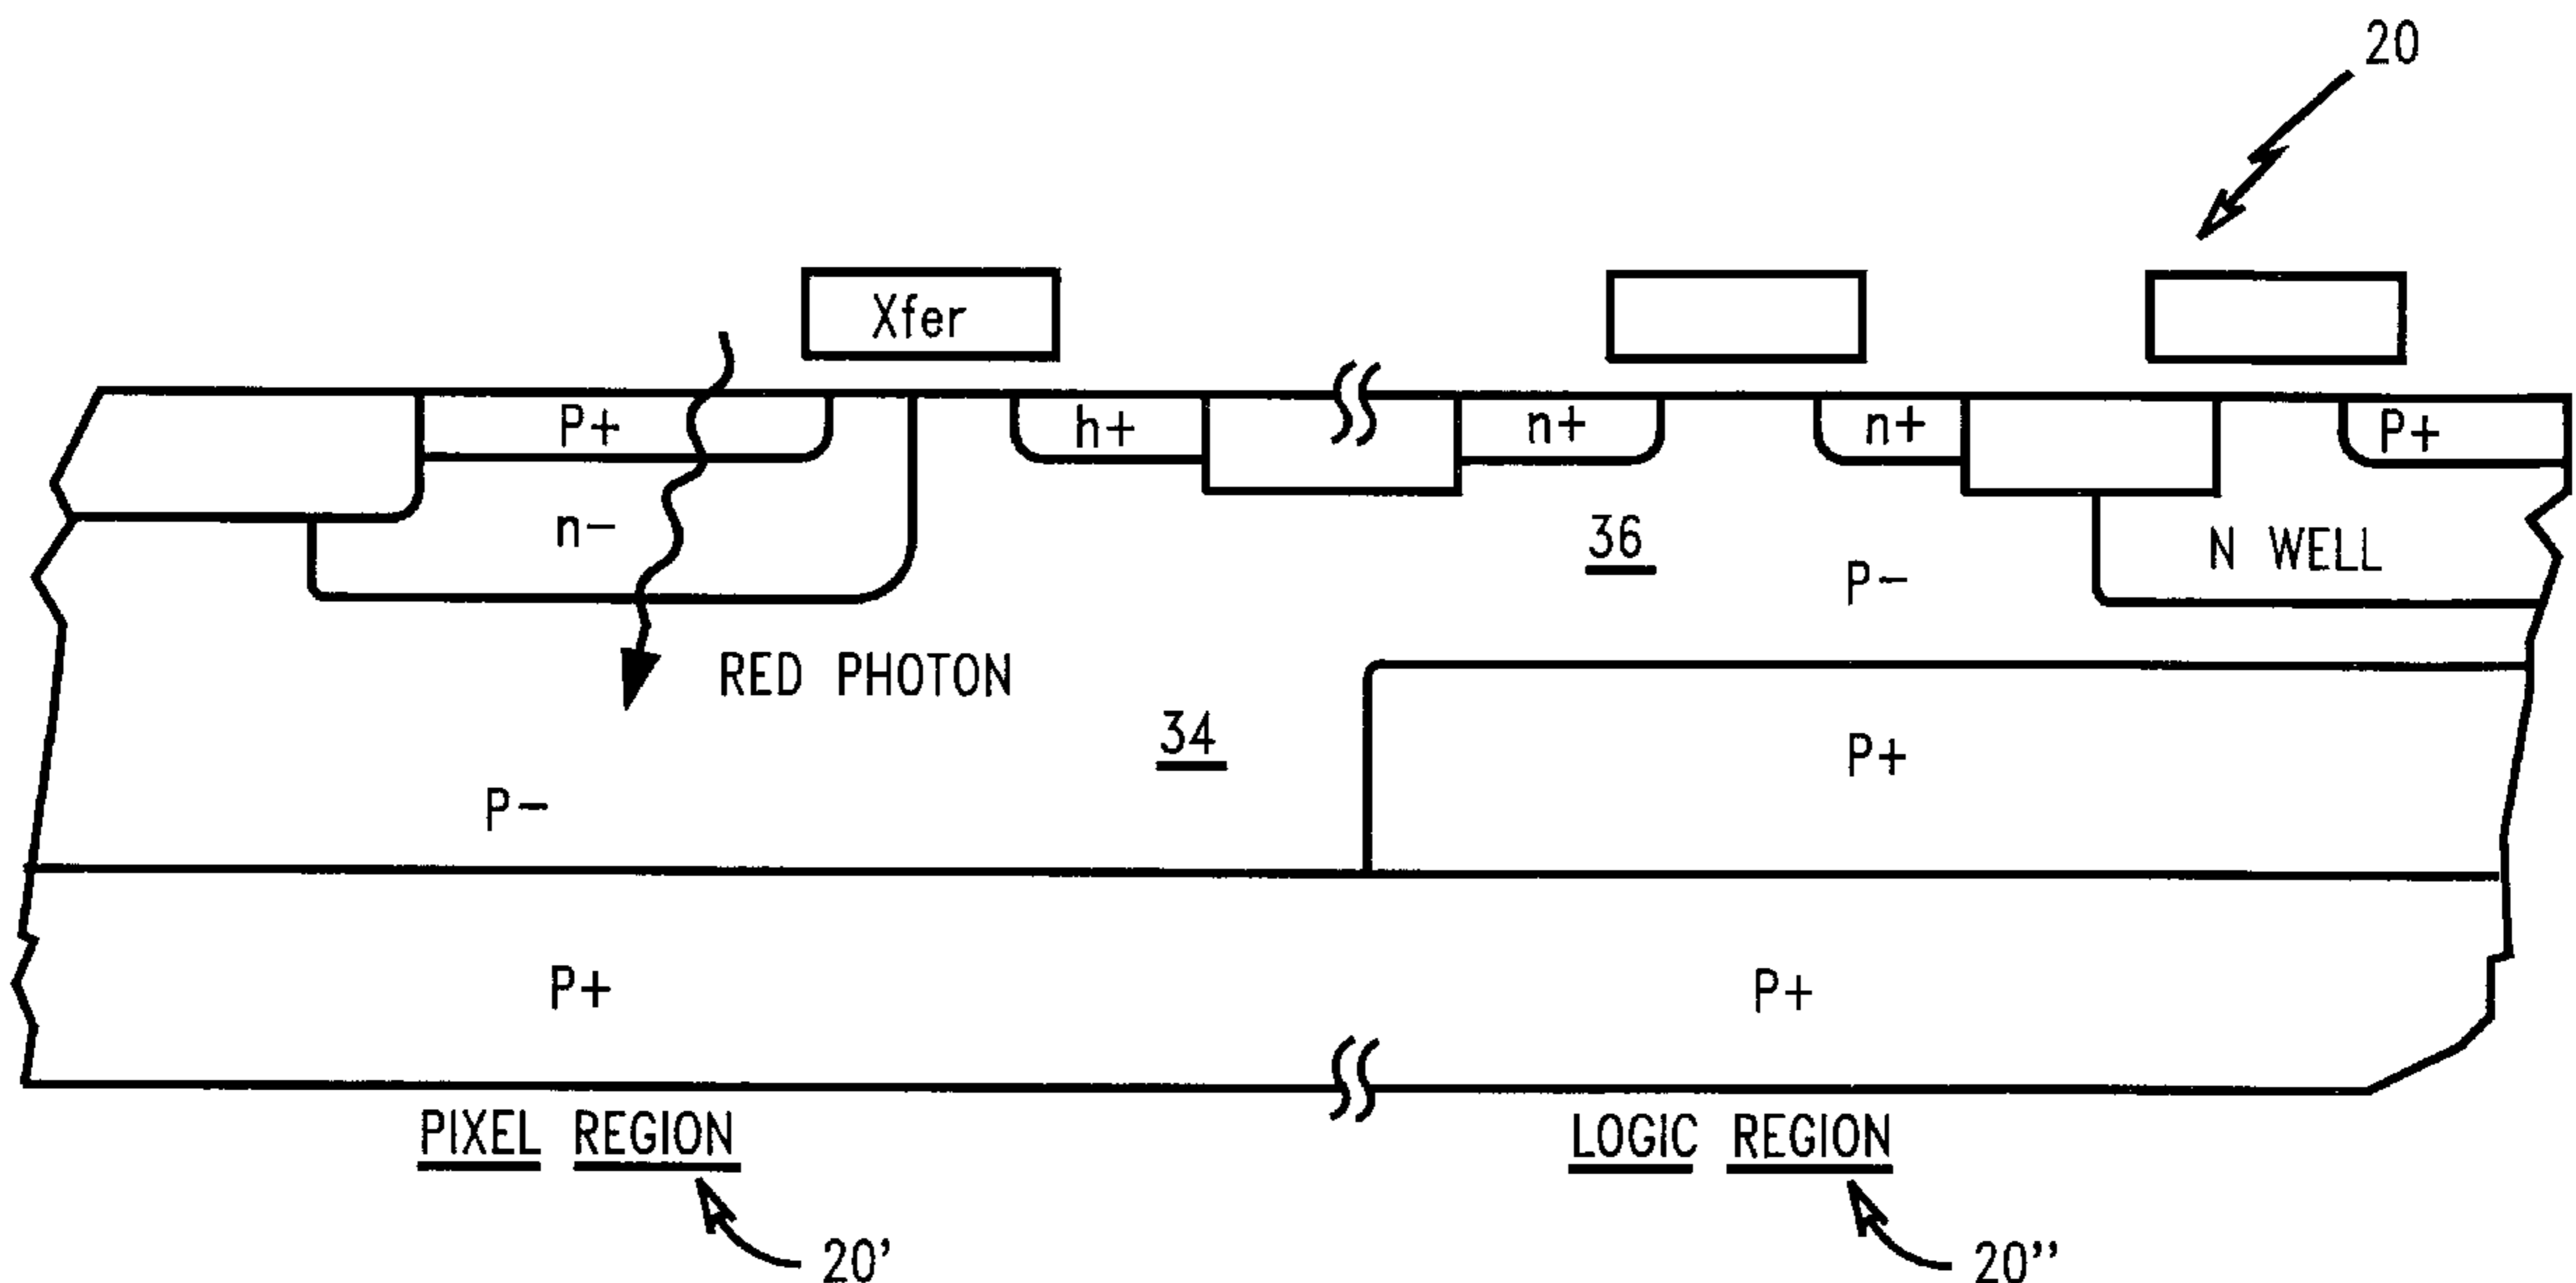 20
Xfer
P+
h+
n+
n+
P+
n-
36
P-
N WELL
RED PHOTON
34
P+
P-
P+
P+
PIXEL REGION
LOGIC REGION
20'
20''